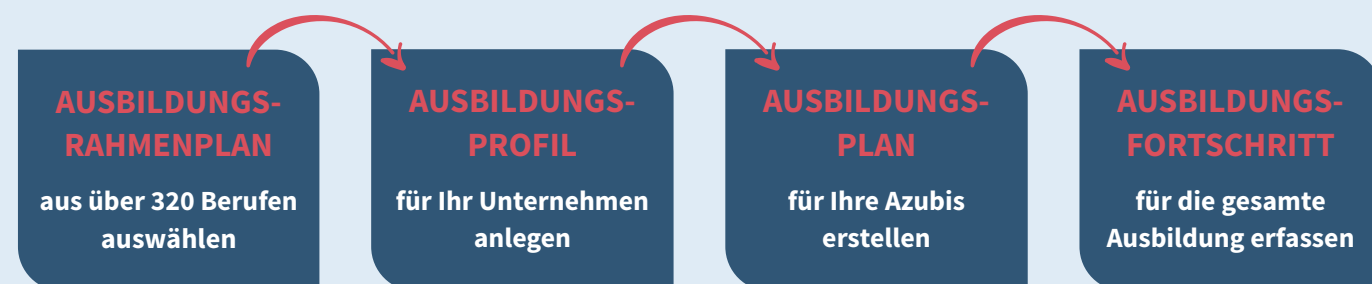 AUSBILDUNGS-
RAHMENPLAN
aus über 320 Berufen
auswählen
AUSBILDUNGS-
PROFIL
für Ihr Unternehmen
anlegen
AUSBILDUNGS-
PLAN
für Ihre Azubis
erstellen
AUSBILDUNGS-
FORTSCHRITT
für die gesamte
Ausbildung erfassen